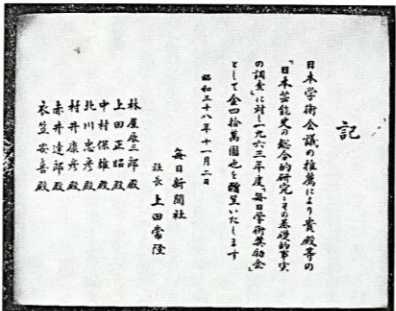 記
日本学術会議の推薦により貴殿等の
「日本芸能史の総合的研究−その基礎的事実
の調査」に対し一九六三年度「毎日学術奨励金」
として金四拾萬圓也を贈呈いたします
昭和三十八年十一月二日
毎日新聞社
社長 上田常隆
林屋辰三郎殿
上田正昭殿
中村保雄殿
北川忠彦殿
村井康彦殿
赤井達郎殿
衣笠安喜殿